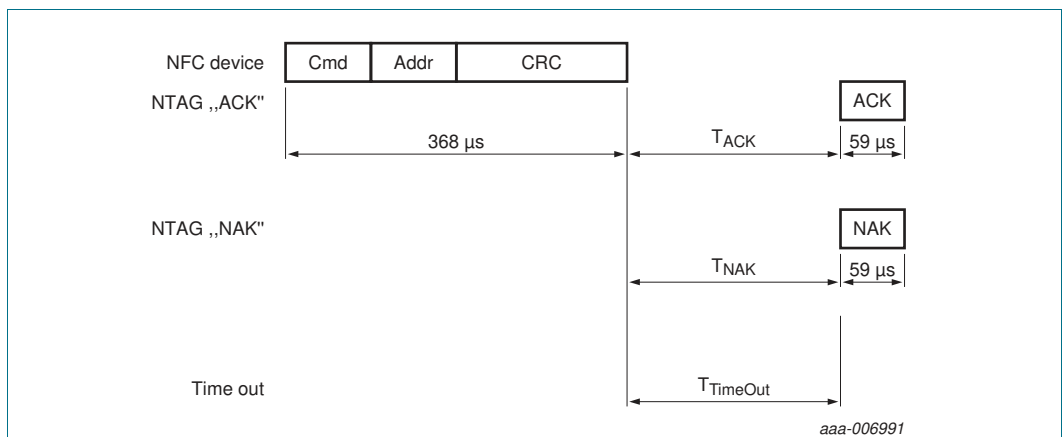 NFC device Cmd Addr CRC
NTAG ,,ACK" ACK
368 µs TACK 59 µs
NTAG ,,NAK" NAK
TNAK 59 µs
Time out TTimeOut
aaa-006991